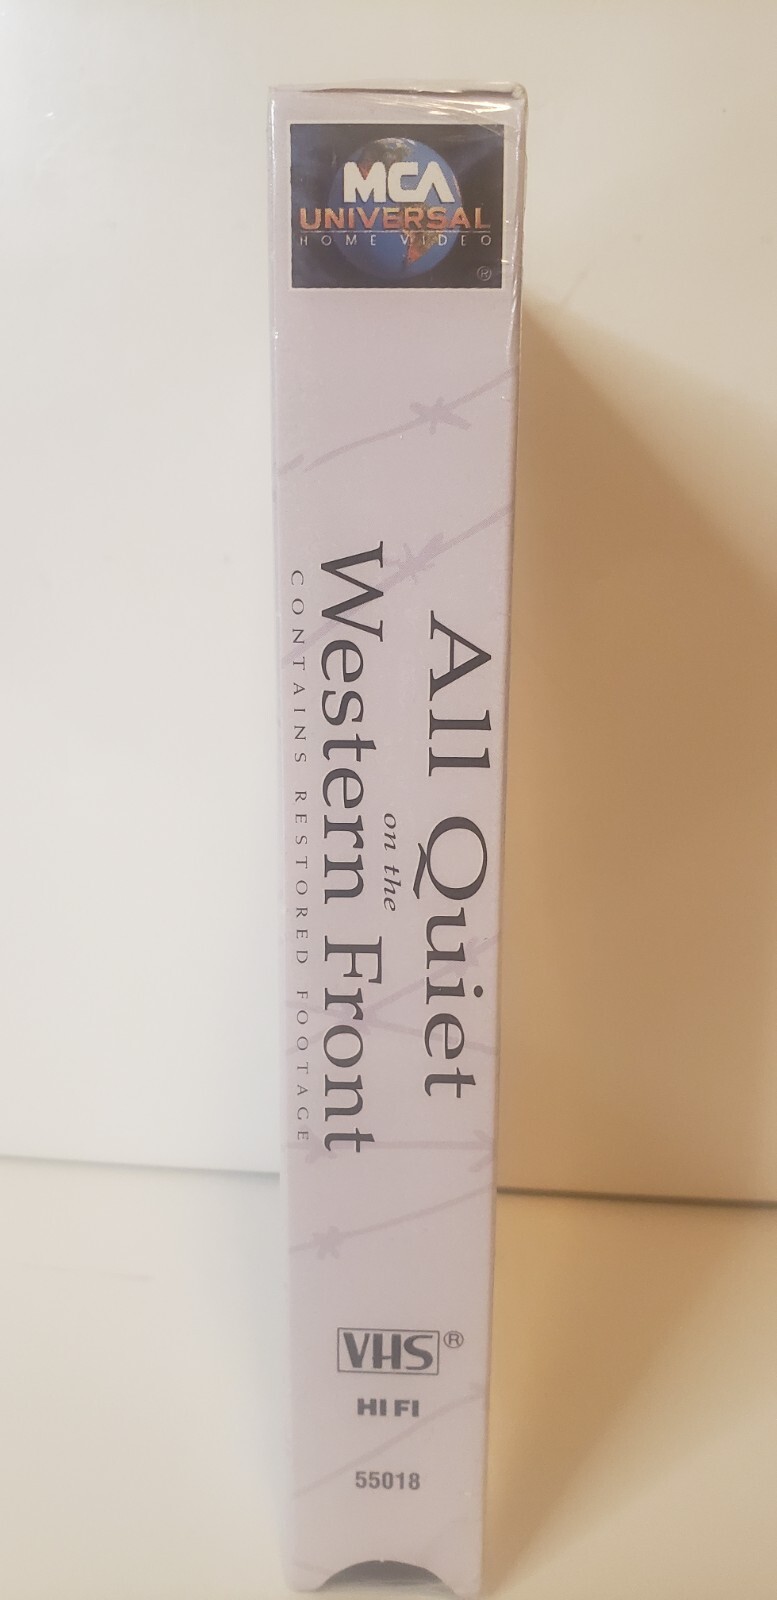 MCA
UNIVERSAL
HOME VIDEO
®
All Quiet
on the
Western Front
CONTAINS RESTORED FOOTAGE
VHS®
HI FI
55018